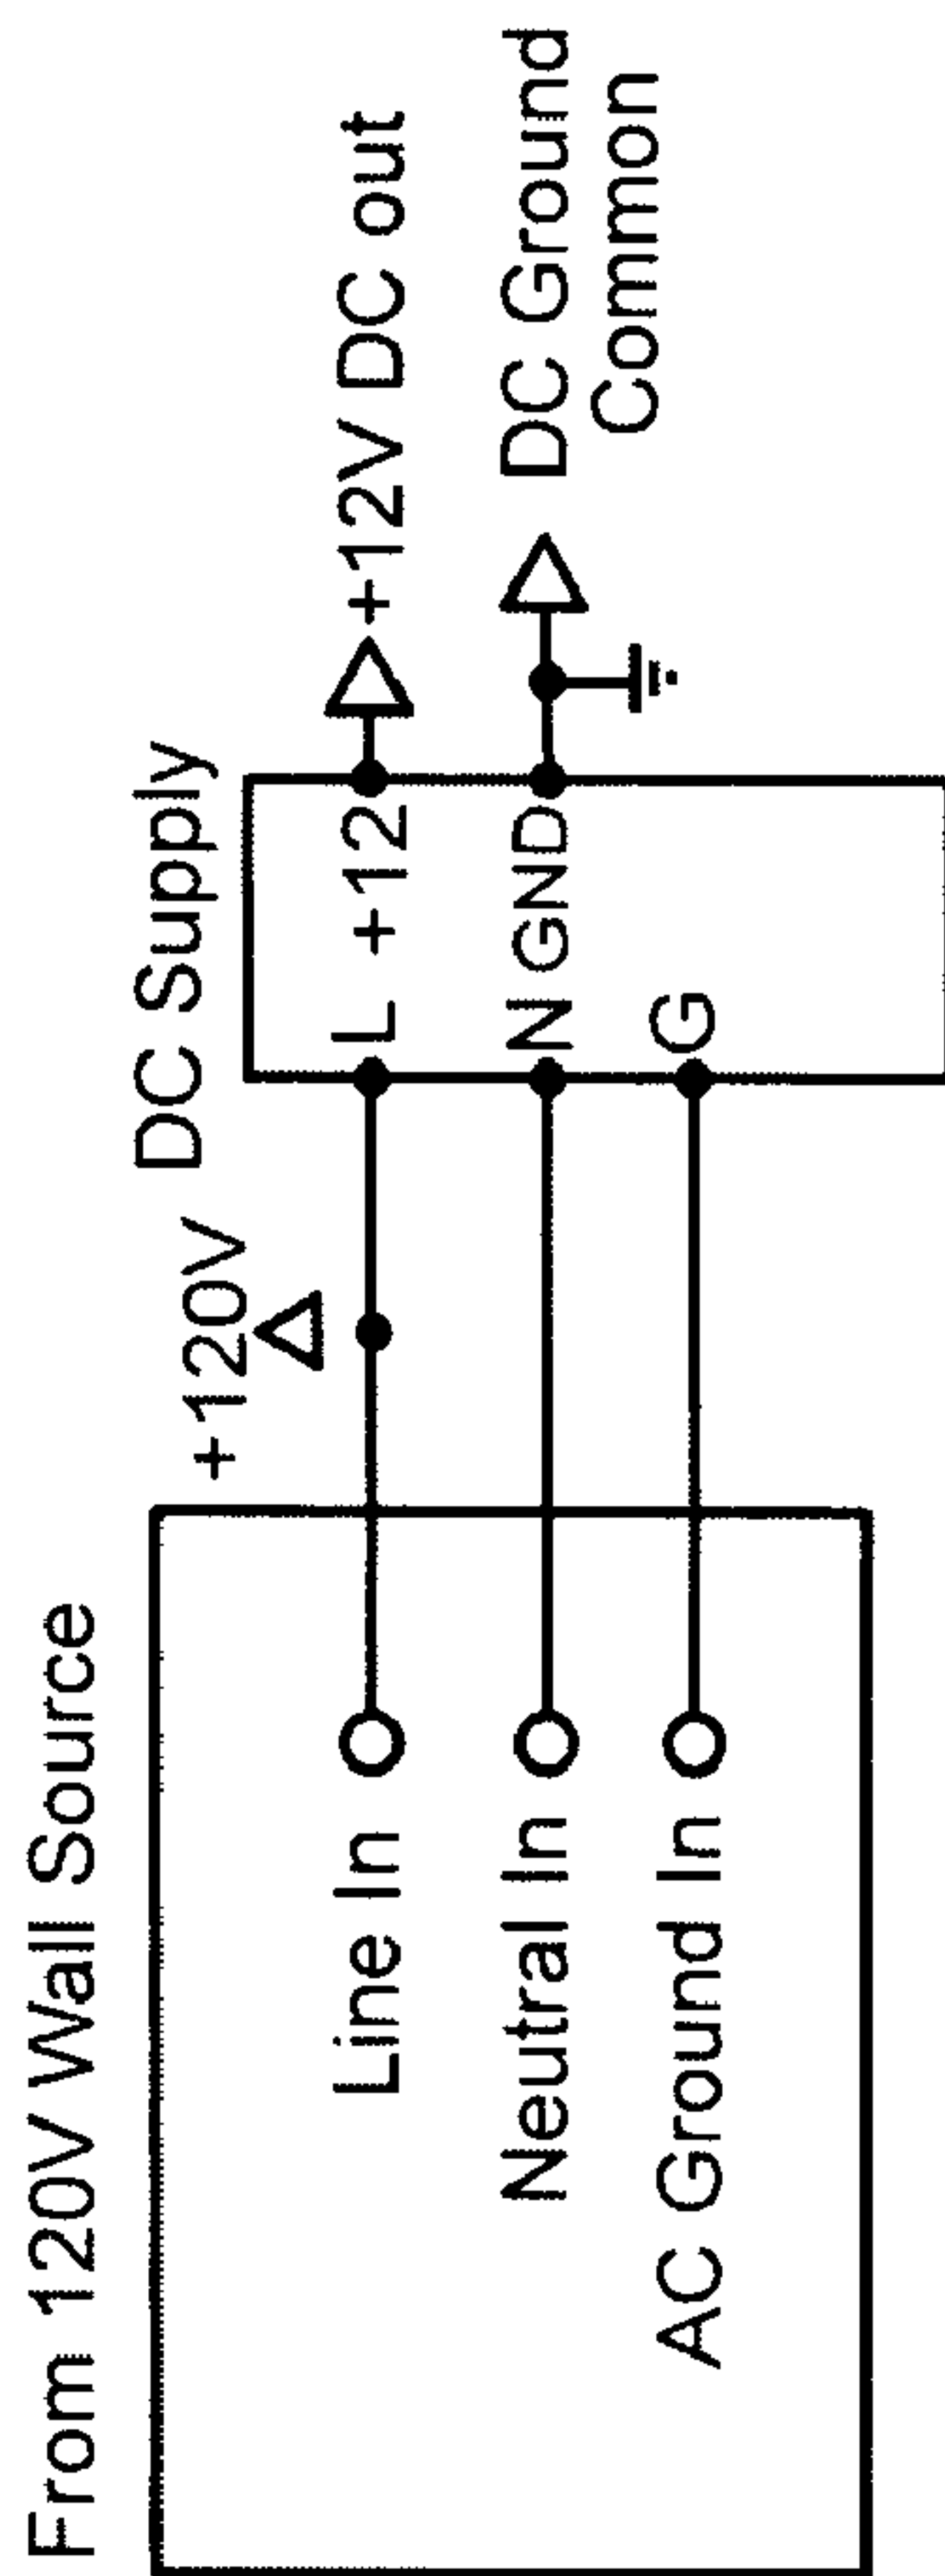 From 120V Wall Source
+120V
DC Supply
Line In
L +12
+12V DC out
Neutral In
N GND
DC Ground
Common
AC Ground In
G